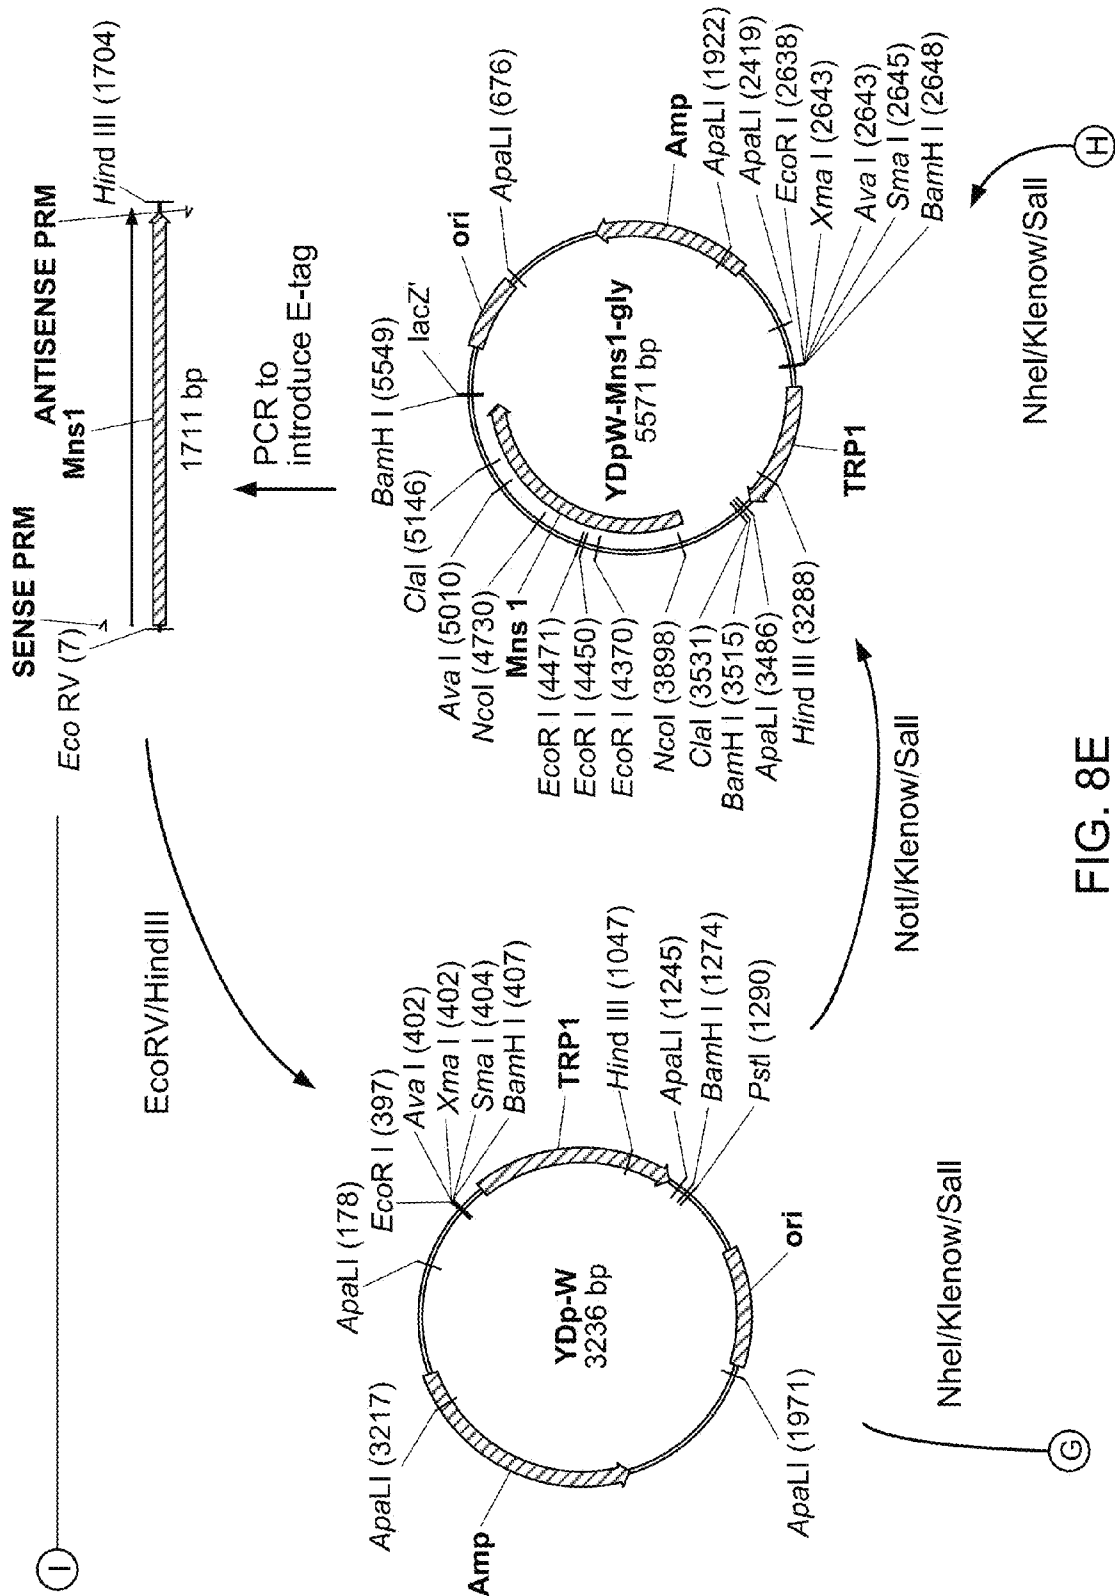 I
Eco RV (7)
SENSE PRM
ANTISENSE PRM
Mns1
1711 bp
Hind III (1704)
EcoRV/HindIII
PCR to
introduce E-tag
ApaLI (3217)
ApaLI (178)
EcoR I (397)
Ava I (402)
Xma I (402)
Sma I (404)
BamH I (407)
Amp
YDp-W
3236 bp
TRP1
Hind III (1047)
ApaLI (1245)
BamH I (1274)
PstI (1290)
ori
ApaLI (1971)
ClaI (5146)
BamH I (5549)
lacZ'
ori
ApaLI (676)
Ava I (5010)
NcoI (4730)
Mns 1
EcoR I (4471)
EcoR I (4450)
EcoR I (4370)
NcoI (3898)
ClaI (3531)
BamH I (3515)
ApaLI (3486)
Hind III (3288)
YDpW-Mns1-gly
5571 bp
TRP1
Amp
ApaLI (1922)
ApaLI (2419)
EcoR I (2638)
Xma I (2643)
Ava I (2643)
Sma I (2645)
BamH I (2648)
NotI/Klenow/SalI
G
NheI/Klenow/SalI
NheI/Klenow/SalI
H
FIG. 8E